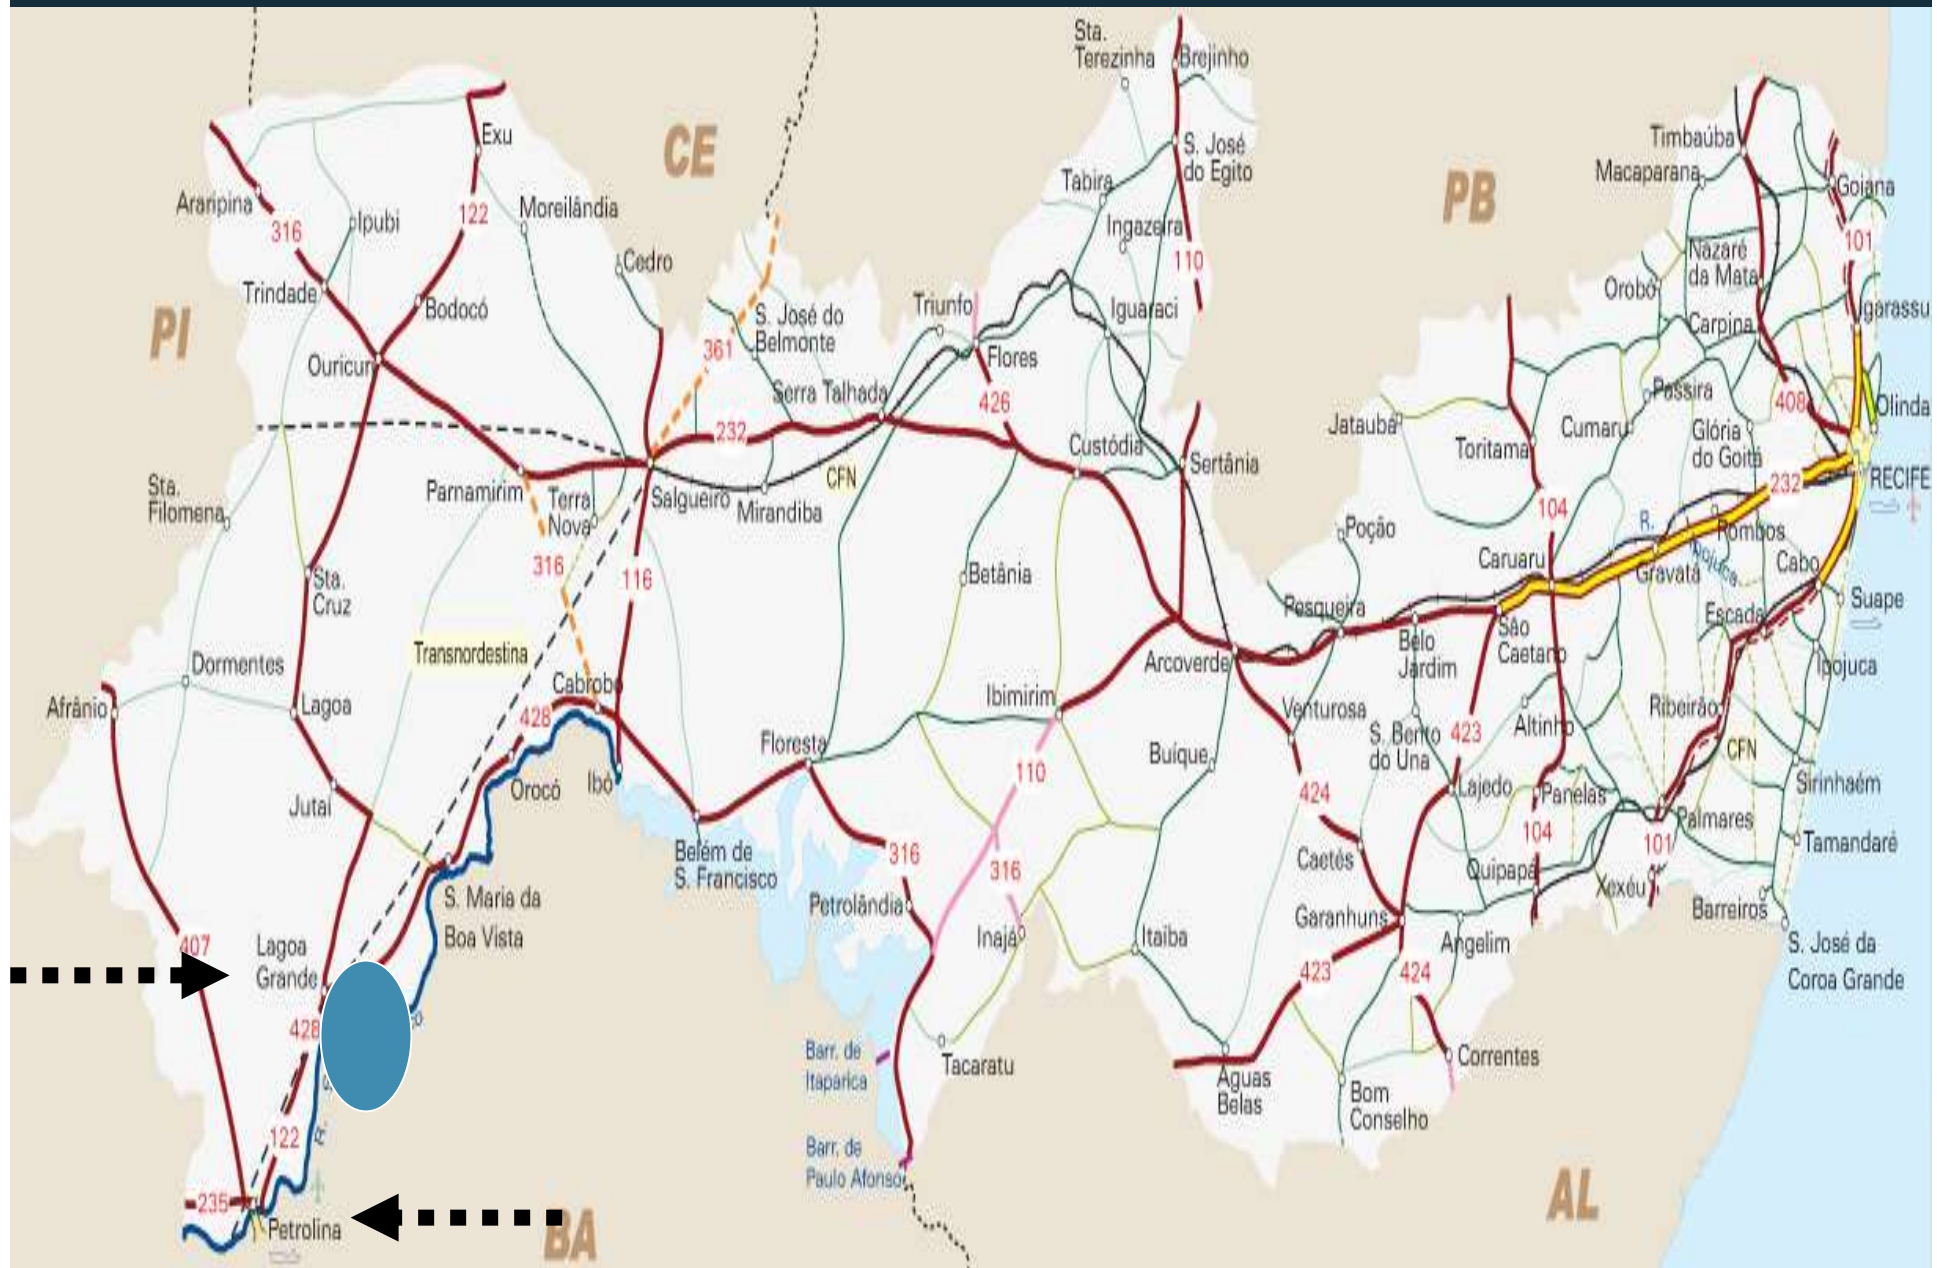 Sta.
Terezinha
Brejinho
Exu
CE
Timbaúba
S. José
do Egito
Macaparana
Tabira
Goiana
Araripina
316
Ipubi
122
Moreilândia
PB
Ingazeira
101
110
Nazaré
da Mata
Cedro
Orobó
Trindade
Bodocó
Triunfo
Iguaraci
Igarassu
PI
S. José do
Belmonte
Carpina
361
Flores
Ouricuri
Serra Talhada
Passira
426
408
Olinda
232
Jataubá
Toritama
Cumaru
Glória
do Goitá
Custódia
Sertânia
CFN
RECIFE
232
Sta.
Filomena
Parnamirim
Terra
Nova
Salgueiro
Mirandiba
104
R.
Ipojuca
Pombos
Poção
Caruaru
Gravatá
Cabo
316
116
Betânia
Sta.
Cruz
Pesqueira
Escada
Suape
Transnordestina
São
Caetano
Belo
Jardim
Dormentes
Arcoverde
Ipojuca
Cabrobó
Afrânio
Lagoa
428
Ibimirim
Venturosa
Altinho
Ribeirão
423
Floresta
S. Bento
do Una
Buíque
CFN
110
Orocó
Ibó
Sirinhaém
Jutaí
424
Lajedo
Panelas
Palmares
104
101
Tamandaré
Belém de
S. Francisco
316
Caetés
316
Quipapá
Xexéu
S. Maria da
Boa Vista
Petrolândia
Garanhuns
Barreiros
Inajá
Itaíba
Angelim
407
Lagoa
Grande
S. José da
Coroa Grande
423
424
428
Barr. de
Itaparica
Tacaratu
Correntes
S.
Águas
Belas
Bom
Conselho
122
R.
Barr. de
Paulo Afonso
235
AL
Petrolina
BA